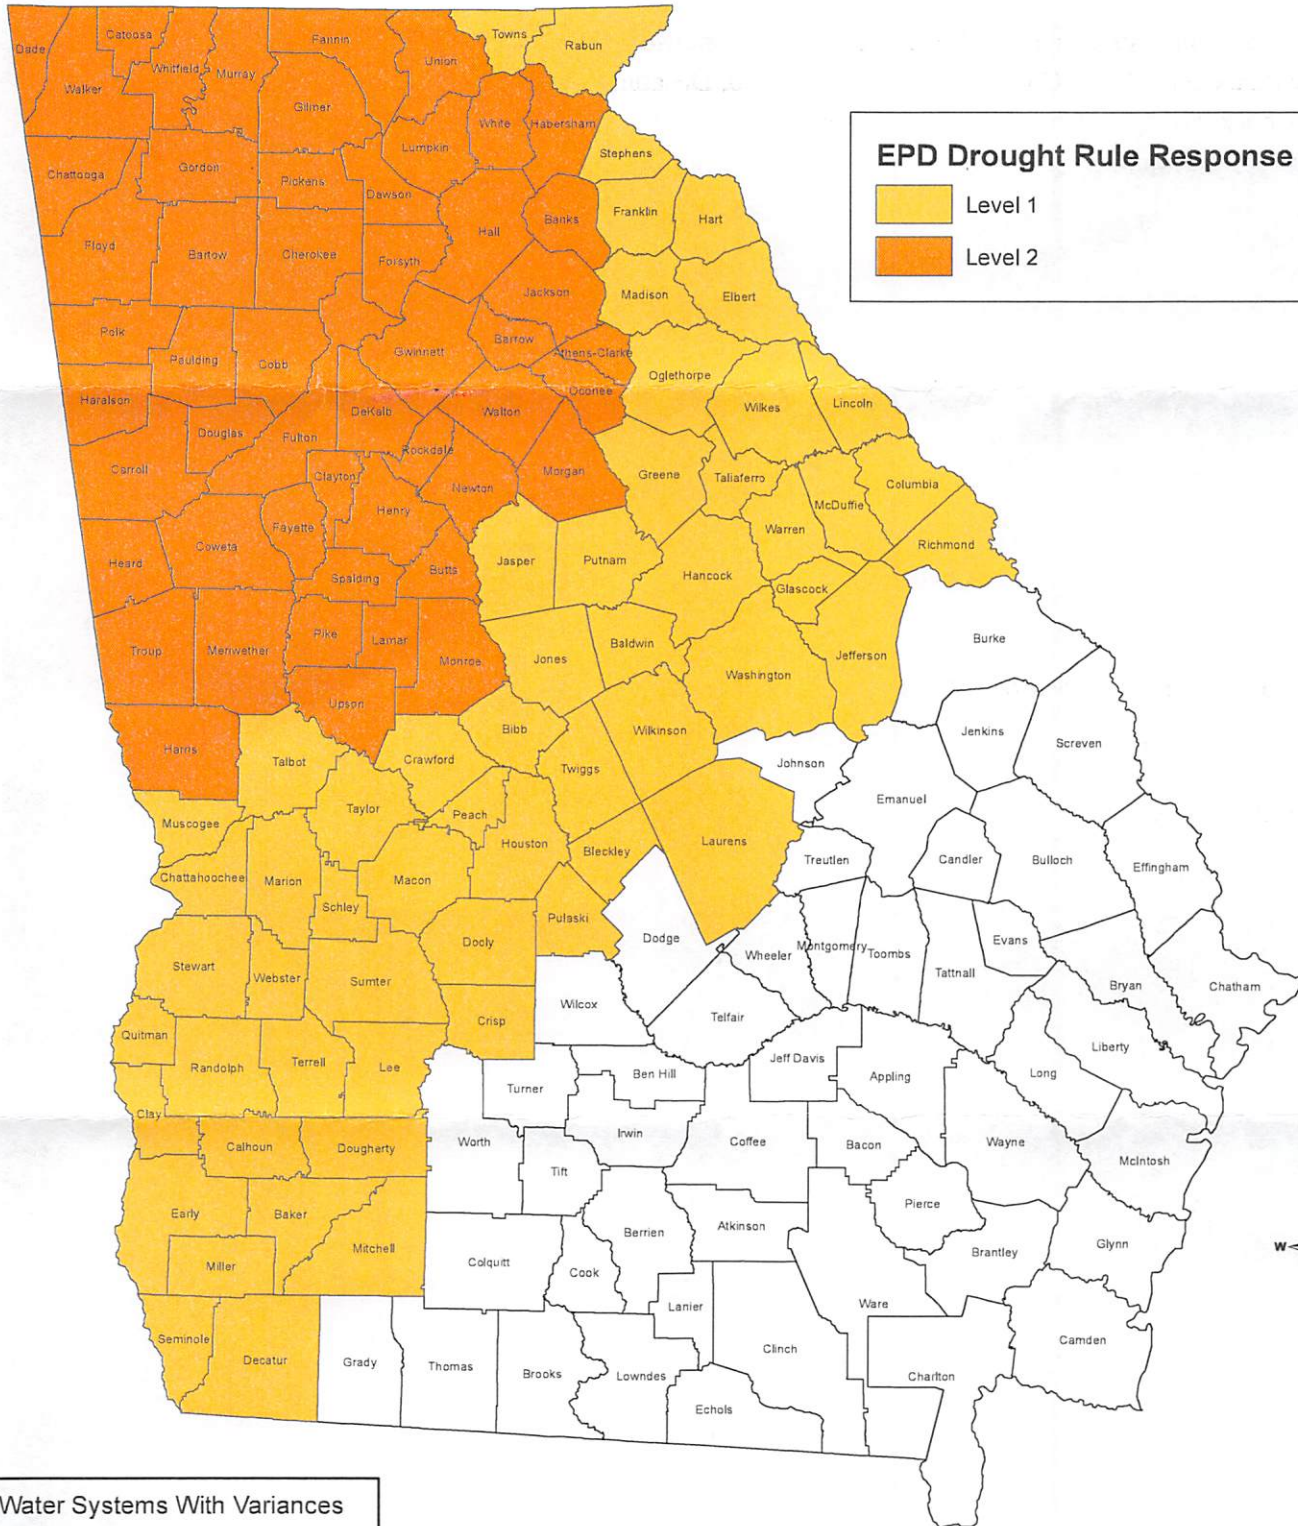 EPD Drought Rule Response
Level 1
Level 2
Towns
Rabun
Dade
Catoosa
Fannin
Union
Walker
Whitfield
Murray
Gilmer
White
Habersham
Lumpkin
Stephens
Chattooga
Gordon
Pickens
Dawson
Banks
Franklin
Hart
Hall
Floyd
Bartow
Cherokee
Forsyth
Jackson
Madison
Elbert
Polk
Paulding
Cobb
Gwinnett
Barrow
Athens-Clarke
Oconee
Oglethorpe
Wilkes
Lincoln
Haralson
Douglas
Fulton
DeKalb
Walton
Rockdale
Carroll
Clayton
Newton
Morgan
Greene
Taliaferro
Columbia
Henry
McDuffie
Warren
Richmond
Fayette
Coweta
Heard
Spalding
Butts
Jasper
Putnam
Hancock
Glascock
Troup
Meriwether
Pike
Lamar
Monroe
Jones
Baldwin
Washington
Jefferson
Burke
Upson
Harris
Talbot
Crawford
Bibb
Wilkinson
Twiggs
Johnson
Jenkins
Screven
Emanuel
Muscogee
Taylor
Peach
Houston
Bleckley
Laurens
Treutlen
Candler
Bulloch
Effingham
Chattahoochee
Marion
Macon
Schley
Pulaski
Dooly
Dodge
Wheeler
Montgomery
Toombs
Evans
Tattnall
Bryan
Chatham
Stewart
Webster
Sumter
Crisp
Wilcox
Telfair
Quitman
Randolph
Terrell
Lee
Turner
Ben Hill
Jeff Davis
Appling
Long
Liberty
Clay
Calhoun
Dougherty
Worth
Tift
Irwin
Coffee
Bacon
Wayne
McIntosh
Early
Baker
Mitchell
Miller
Colquitt
Cook
Berrien
Atkinson
Pierce
Brantley
Glynn
W
Seminole
Decatur
Grady
Thomas
Brooks
Lowndes
Lanier
Echols
Clinch
Ware
Charlton
Camden
Water Systems With Variances